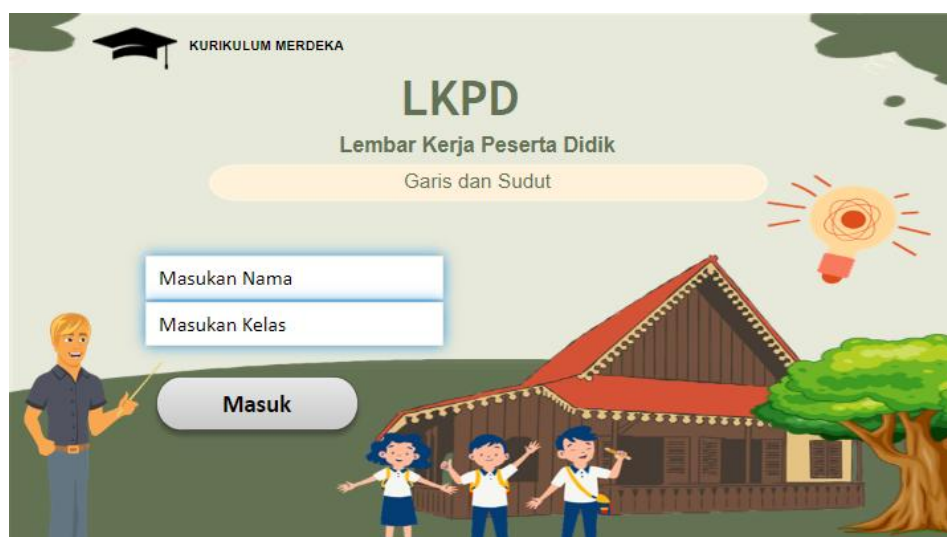 KURIKULUM MERDEKA
LKPD
Lembar Kerja Peserta Didik
Garis dan Sudut
Masukan Nama
Masukan Kelas
Masuk